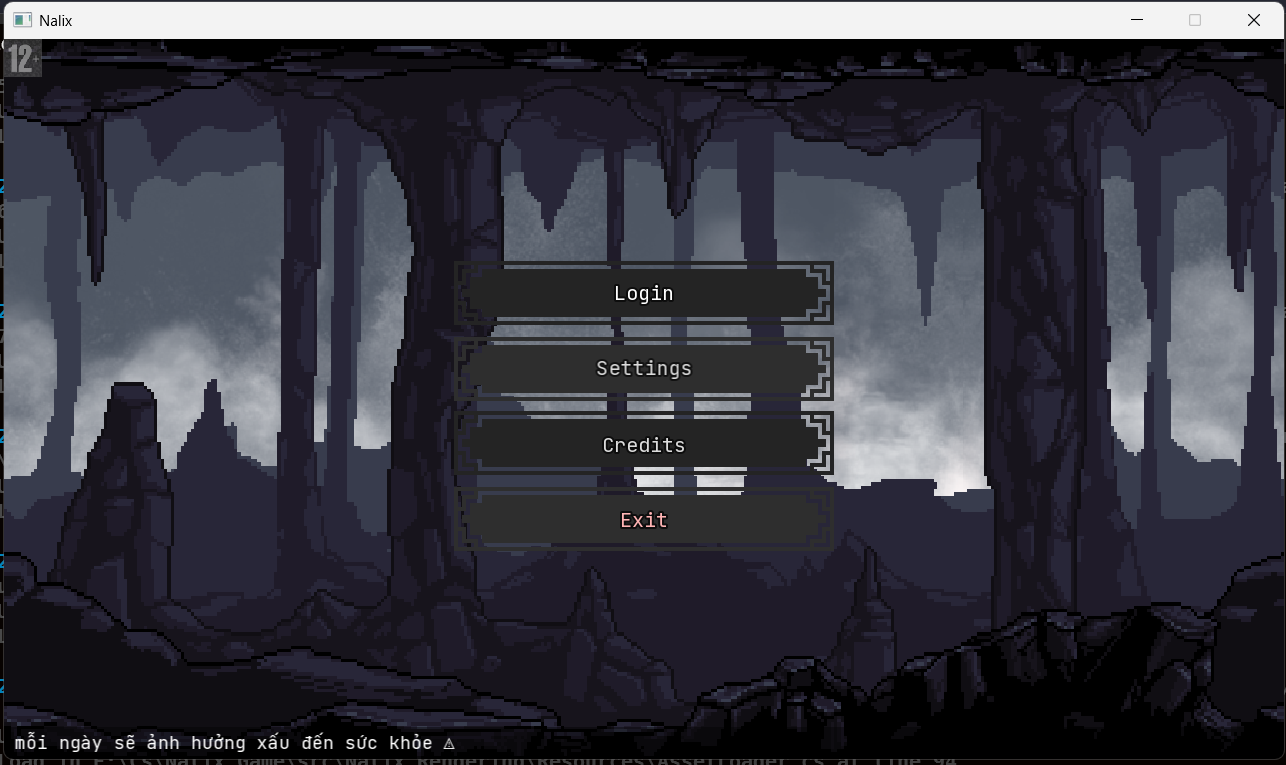 Nalix
12+
Login
Settings
Credits
Exit
mỗi ngày sẽ ảnh hưởng xấu đến sức khỏe ⚠